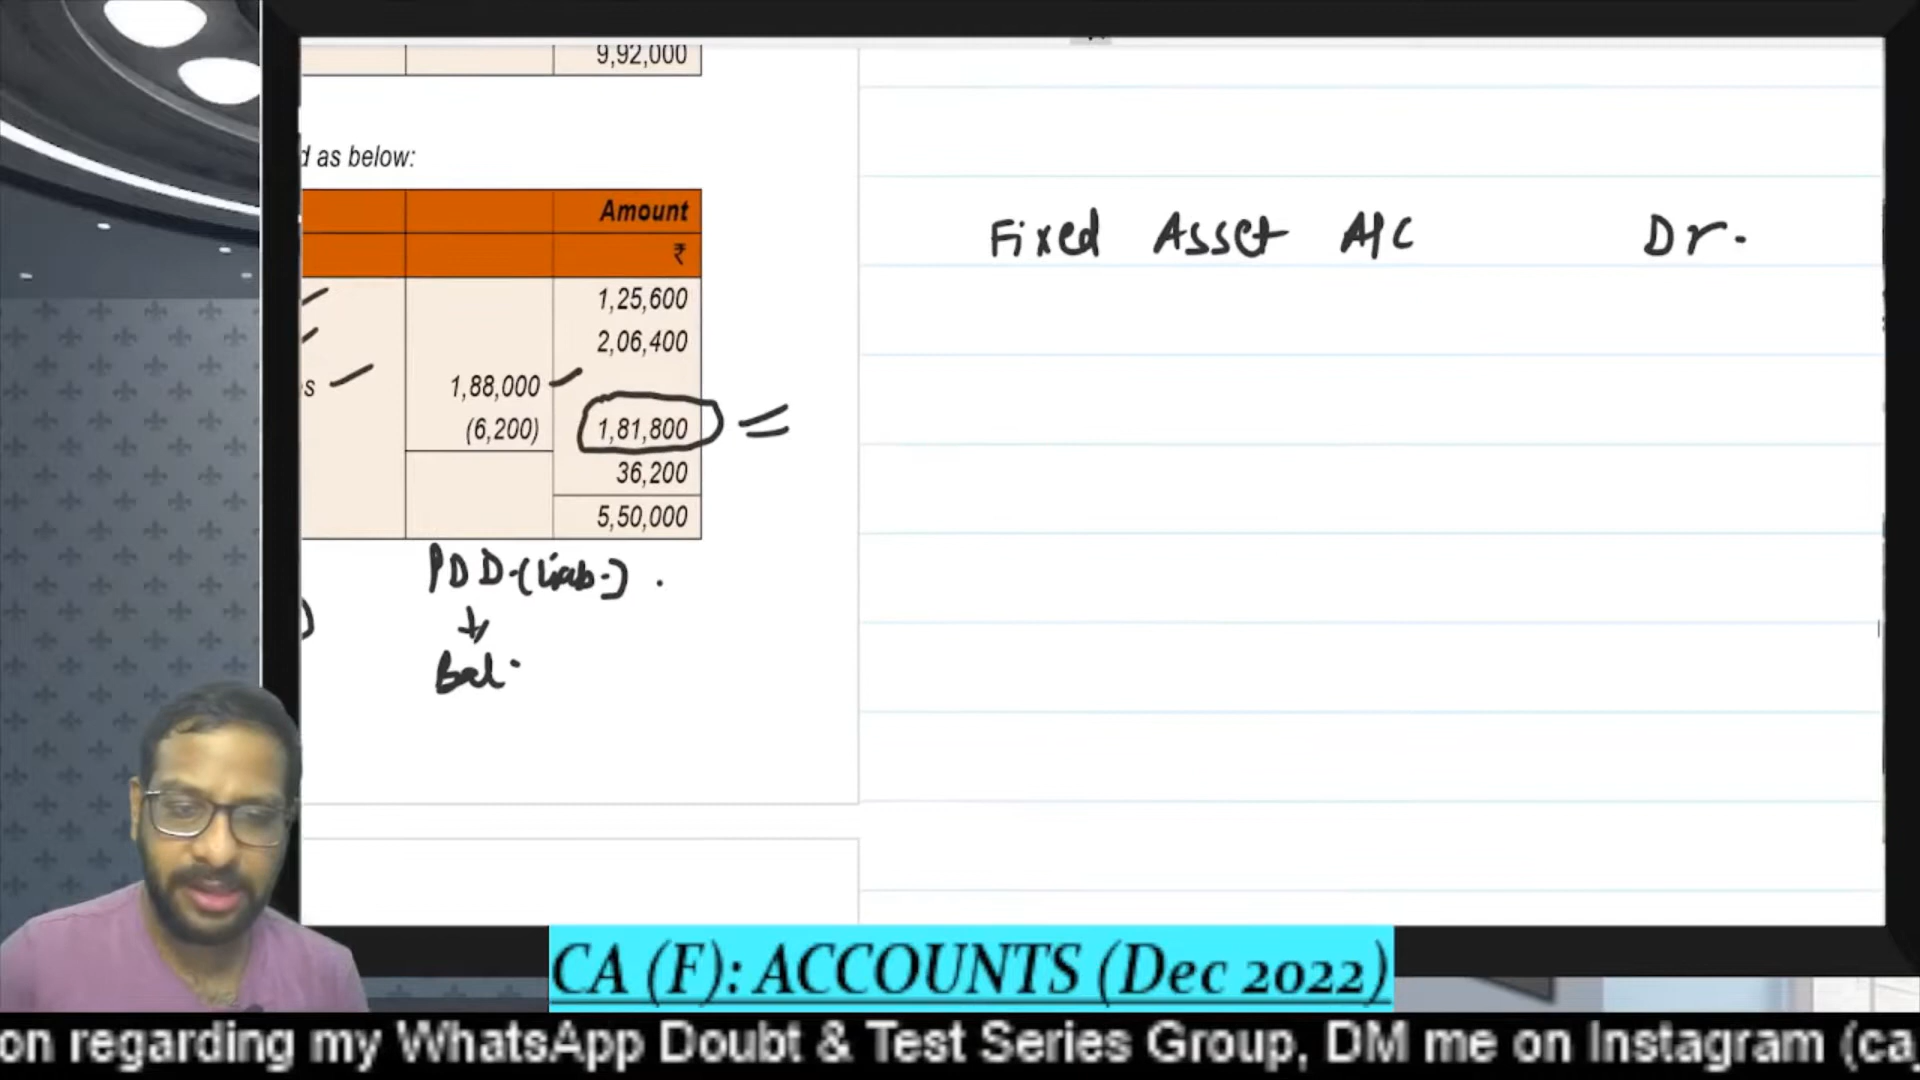 9,92,000
d as below:
Amount
₹
1,25,600
2,06,400
s 1,88,000
(6,200) 1,81,800
36,200
5,50,000
PDD.(Liab.)
Bal.
Fixed Asset A/C Dr.
CA (F): ACCOUNTS (Dec 2022)
on regarding my WhatsApp Doubt & Test Series Group, DM me on Instagram (ca